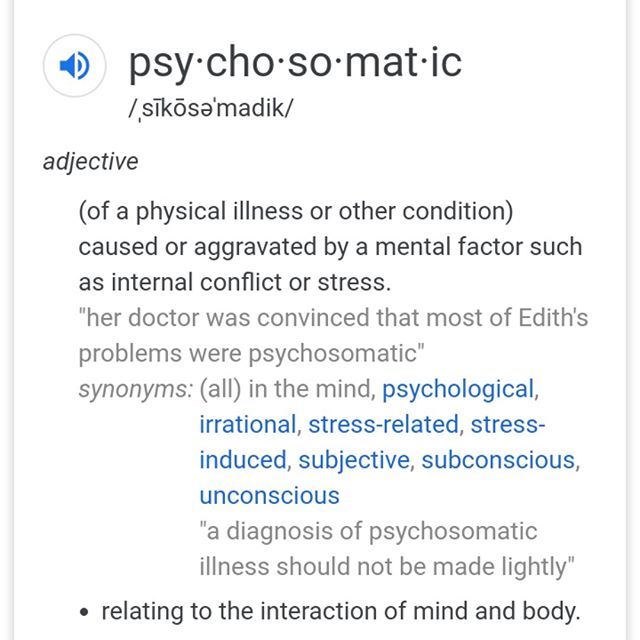 psy·cho·so·mat·ic
/ˌsīkōsəˈmadik/
adjective
(of a physical illness or other condition)
caused or aggravated by a mental factor such
as internal conflict or stress.
"her doctor was convinced that most of Edith's
problems were psychosomatic"
synonyms: (all) in the mind, psychological,
irrational, stress-related, stress-
induced, subjective, subconscious,
unconscious
"a diagnosis of psychosomatic
illness should not be made lightly"
• relating to the interaction of mind and body.